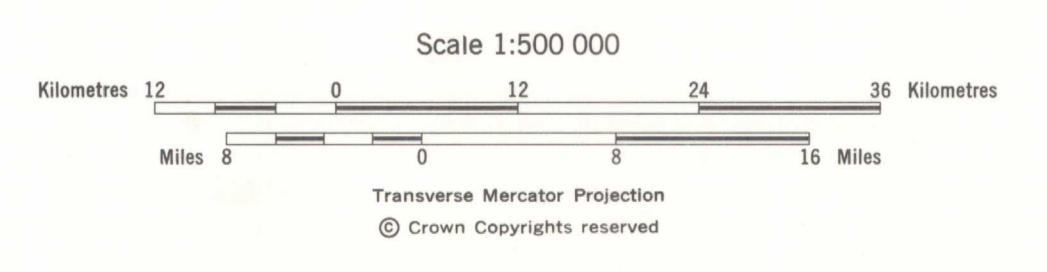 Scale 1:500 000
Kilometres 12 0 12 24 36 Kilometres
Miles 8 0 8 16 Miles
Transverse Mercator Projection
© Crown Copyrights reserved